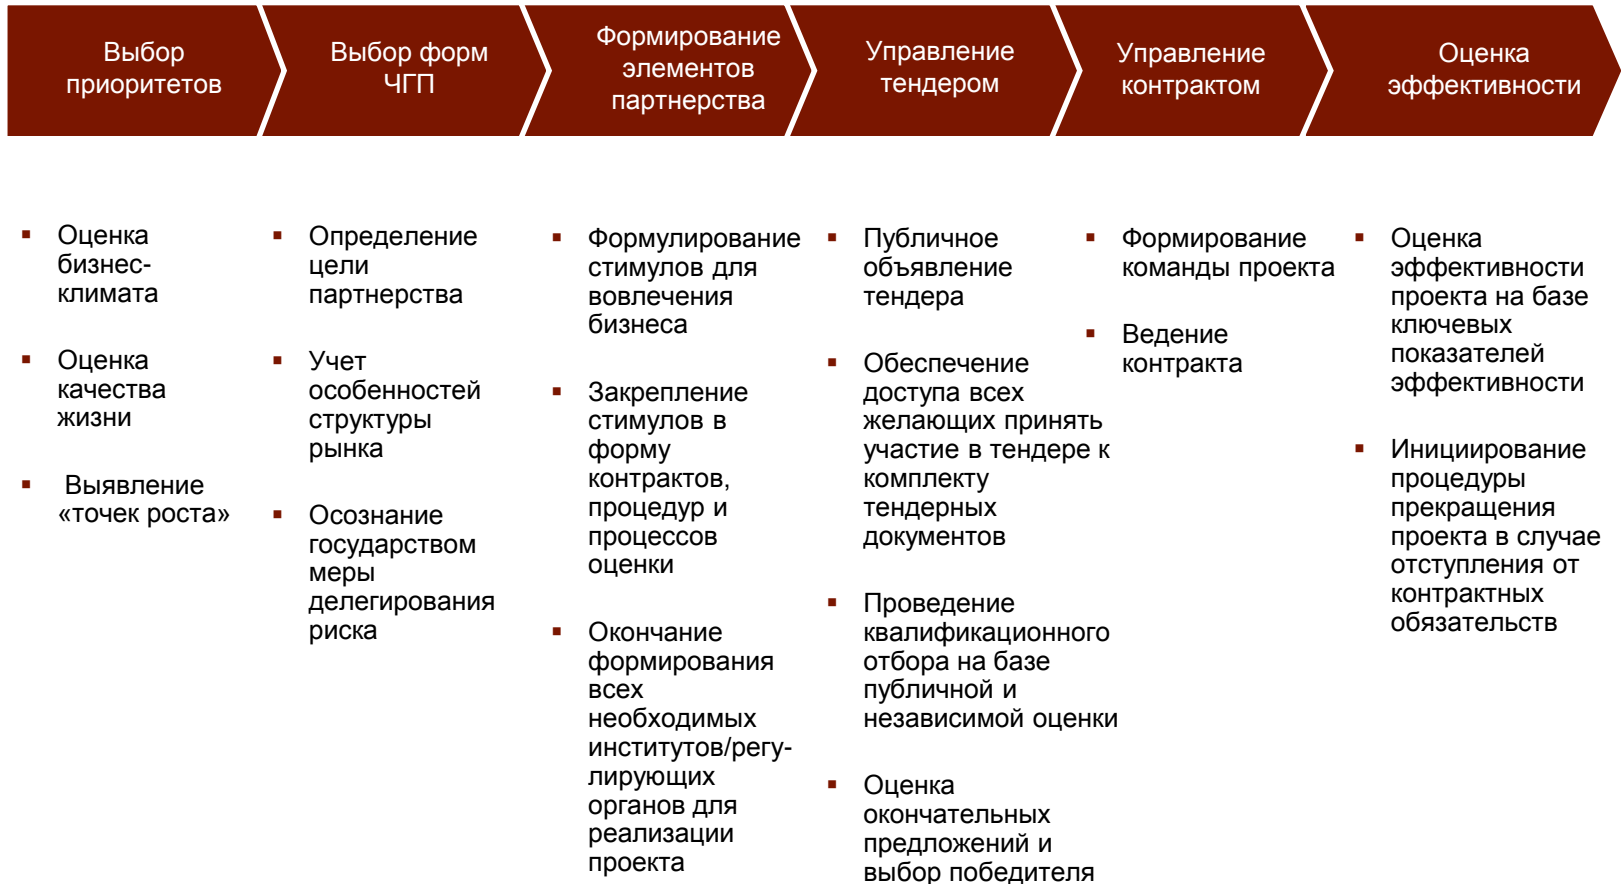 Выбор
приоритетов
Выбор форм
ЧГП
Формирование
элементов
партнерства
Управление
тендером
Управление
контрактом
Оценка
эффективности
Оценка
бизнес-
климата
Оценка
качества
жизни
Выявление
«точек роста»
Определение
цели
партнерства
Учет
особенностей
структуры
рынка
Осознание
государством
меры
делегирования
риска
Формулирование
стимулов для
вовлечения
бизнеса
Закрепление
стимулов в
форму
контрактов,
процедур и
процессов
оценки
Окончание
формирования
всех
необходимых
институтов/регу-
лирующих
органов для
реализации
проекта
Публичное
объявление
тендера
Обеспечение
доступа всех
желающих принять
участие в тендере к
комплекту
тендерных
документов
Проведение
квалификационного
отбора на базе
публичной и
независимой оценки
Оценка
окончательных
предложений и
выбор победителя
Формирование
команды проекта
Ведение
контракта
Оценка
эффективности
проекта на базе
ключевых
показателей
эффективности
Инициирование
процедуры
прекращения
проекта в случае
отступления от
контрактных
обязательств